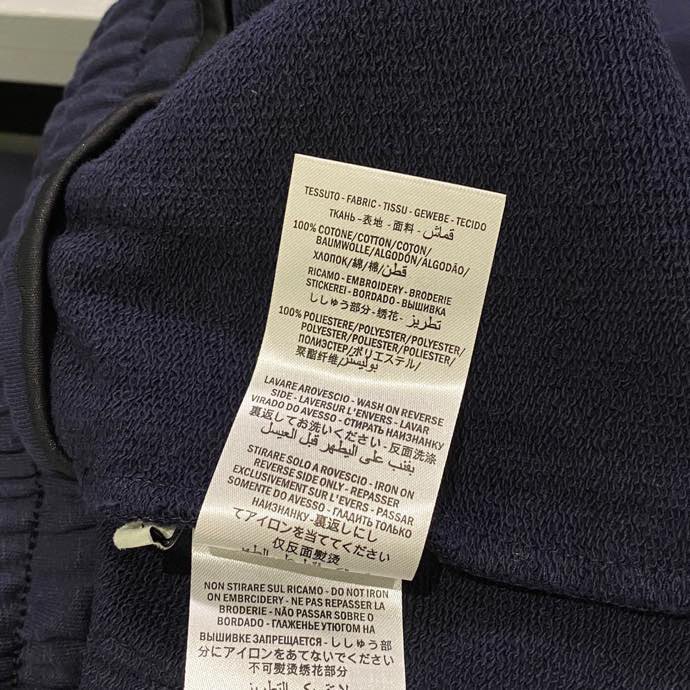 TESSUTO - FABRIC - TISSU - GEWEBE - TECIDO
ТКАНЬ - 表地 - 面料 - قماش
100% COTONE/COTTON/COTON/
BAUMWOLLE/ALGODÓN/ALGODÃO/
ХЛОПОК/綿/棉/قطن
RICAMO - EMBROIDERY - BRODERIE
STICKEREI - BORDADO - ВЫШИВКА
ししゅう部分 - 绣花 - تطريز
100% POLIESTERE/POLYESTER/POLYESTER/
POLYESTER/POLIESTER/POLIÉSTER/
ПОЛИЭСТЕР/ポリエステル/
聚酯纤维/بوليستر
LAVARE AROVESCIO - WASH ON REVERSE
SIDE - LAVERSUR L'ENVERS - LAVAR
VIRADO DO AVESSO - СТИРАТЬ НАИЗНАНКУ
裏返してお洗いください - 反面洗涤
يقلب على البطهر قبل العيسل
STIRARE SOLO A ROVESCIO - IRON ON
REVERSE SIDE ONLY - REPASSER
EXCLUSIVEMENT SUR L'EVERS - PASSAR
SOMENTE DO AVESSO - ГЛАДИТЬ ТОЛЬКО
НАИЗНАНКУ - 裏返しにし
てアイロンを当ててください
仅反面熨烫
NON STIRARE SUL RICAMO - DO NOT IRON
ON EMBRCIDERY - NE PAS REPASSER LA
BRODERIE - NÃO PASSAR SOBRE O
BORDADO - ГЛАЖЕНЬЕ УТЮГОМ НА
ВЫШИВКЕ ЗАПРЕЩАЕТСЯ - ししゅう部
分にアイロンをあてないでください
不可熨烫绣花部分